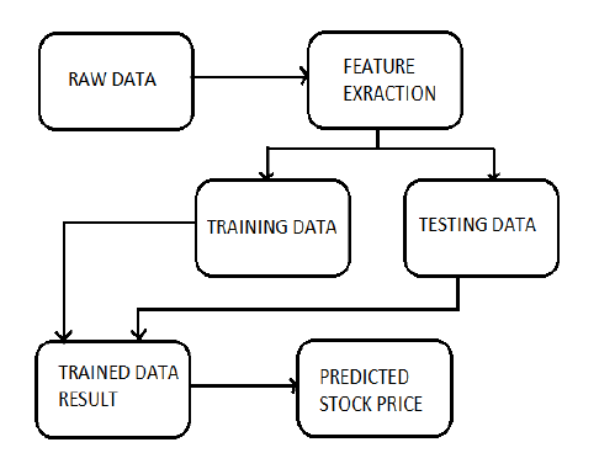 RAW DATA
FEATURE
EXRACTION
TRAINING DATA
TESTING DATA
TRAINED DATA
RESULT
PREDICTED
STOCK PRICE